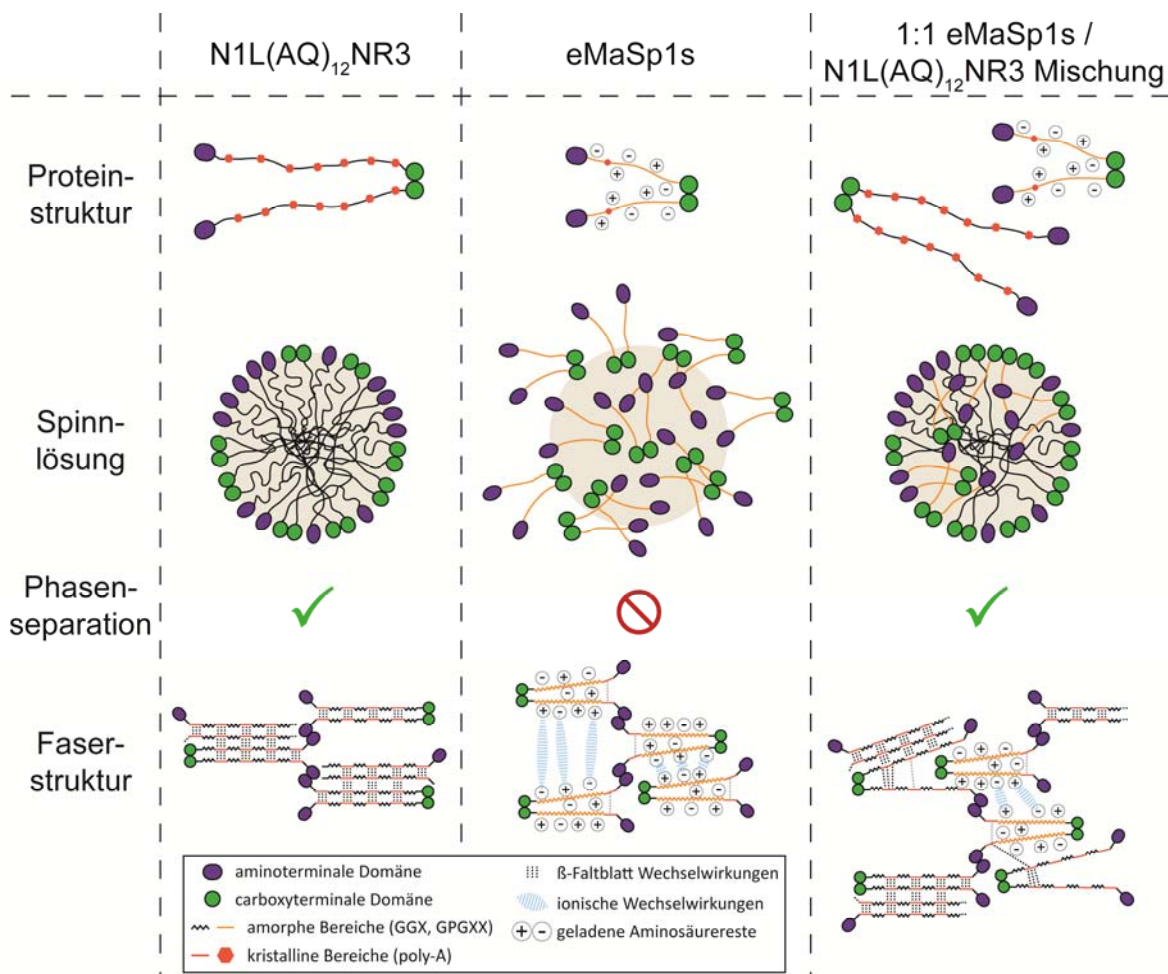 N1L(AQ)₁₂NR3
eMaSp1s
1:1 eMaSp1s /
N1L(AQ)₁₂NR3 Mischung
Protein-
struktur
Spinn-
lösung
Phasen-
separation
Faser-
struktur
aminoterminale Domäne
carboxyterminale Domäne
amorphe Bereiche (GGX, GPGXX)
kristalline Bereiche (poly-A)
ß-Faltblatt Wechselwirkungen
ionische Wechselwirkungen
geladene Aminosäurereste